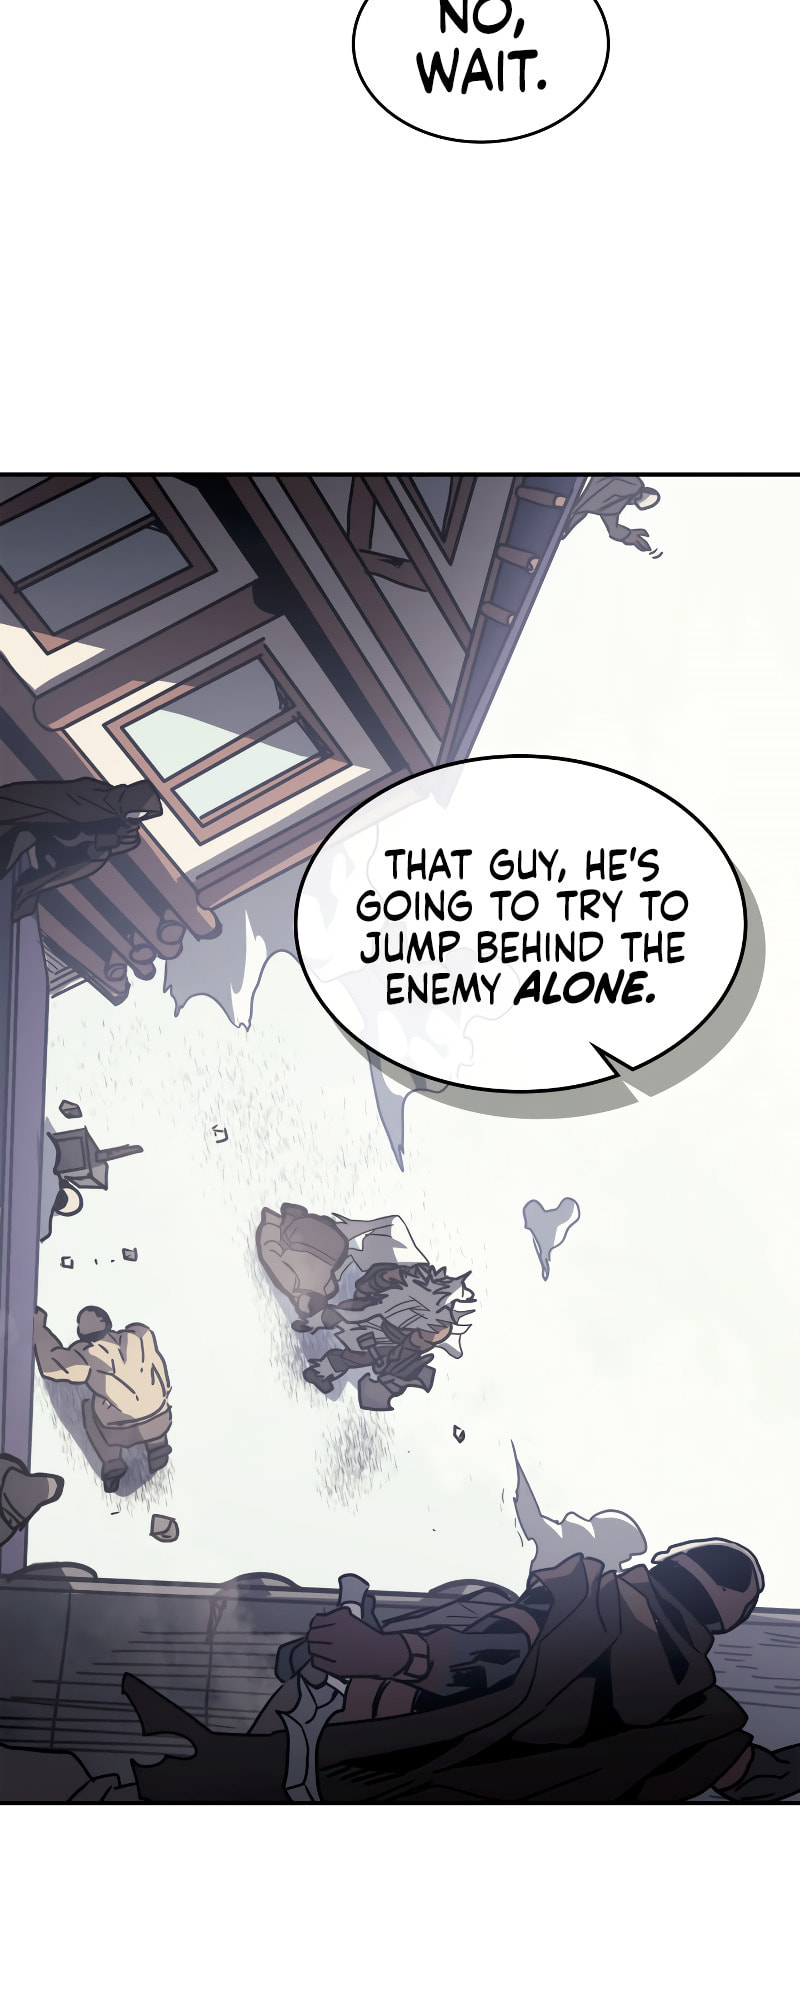 NO,
WAIT.
THAT GUY, HE'S
GOING TO TRY TO
JUMP BEHIND THE
ENEMY ALONE.